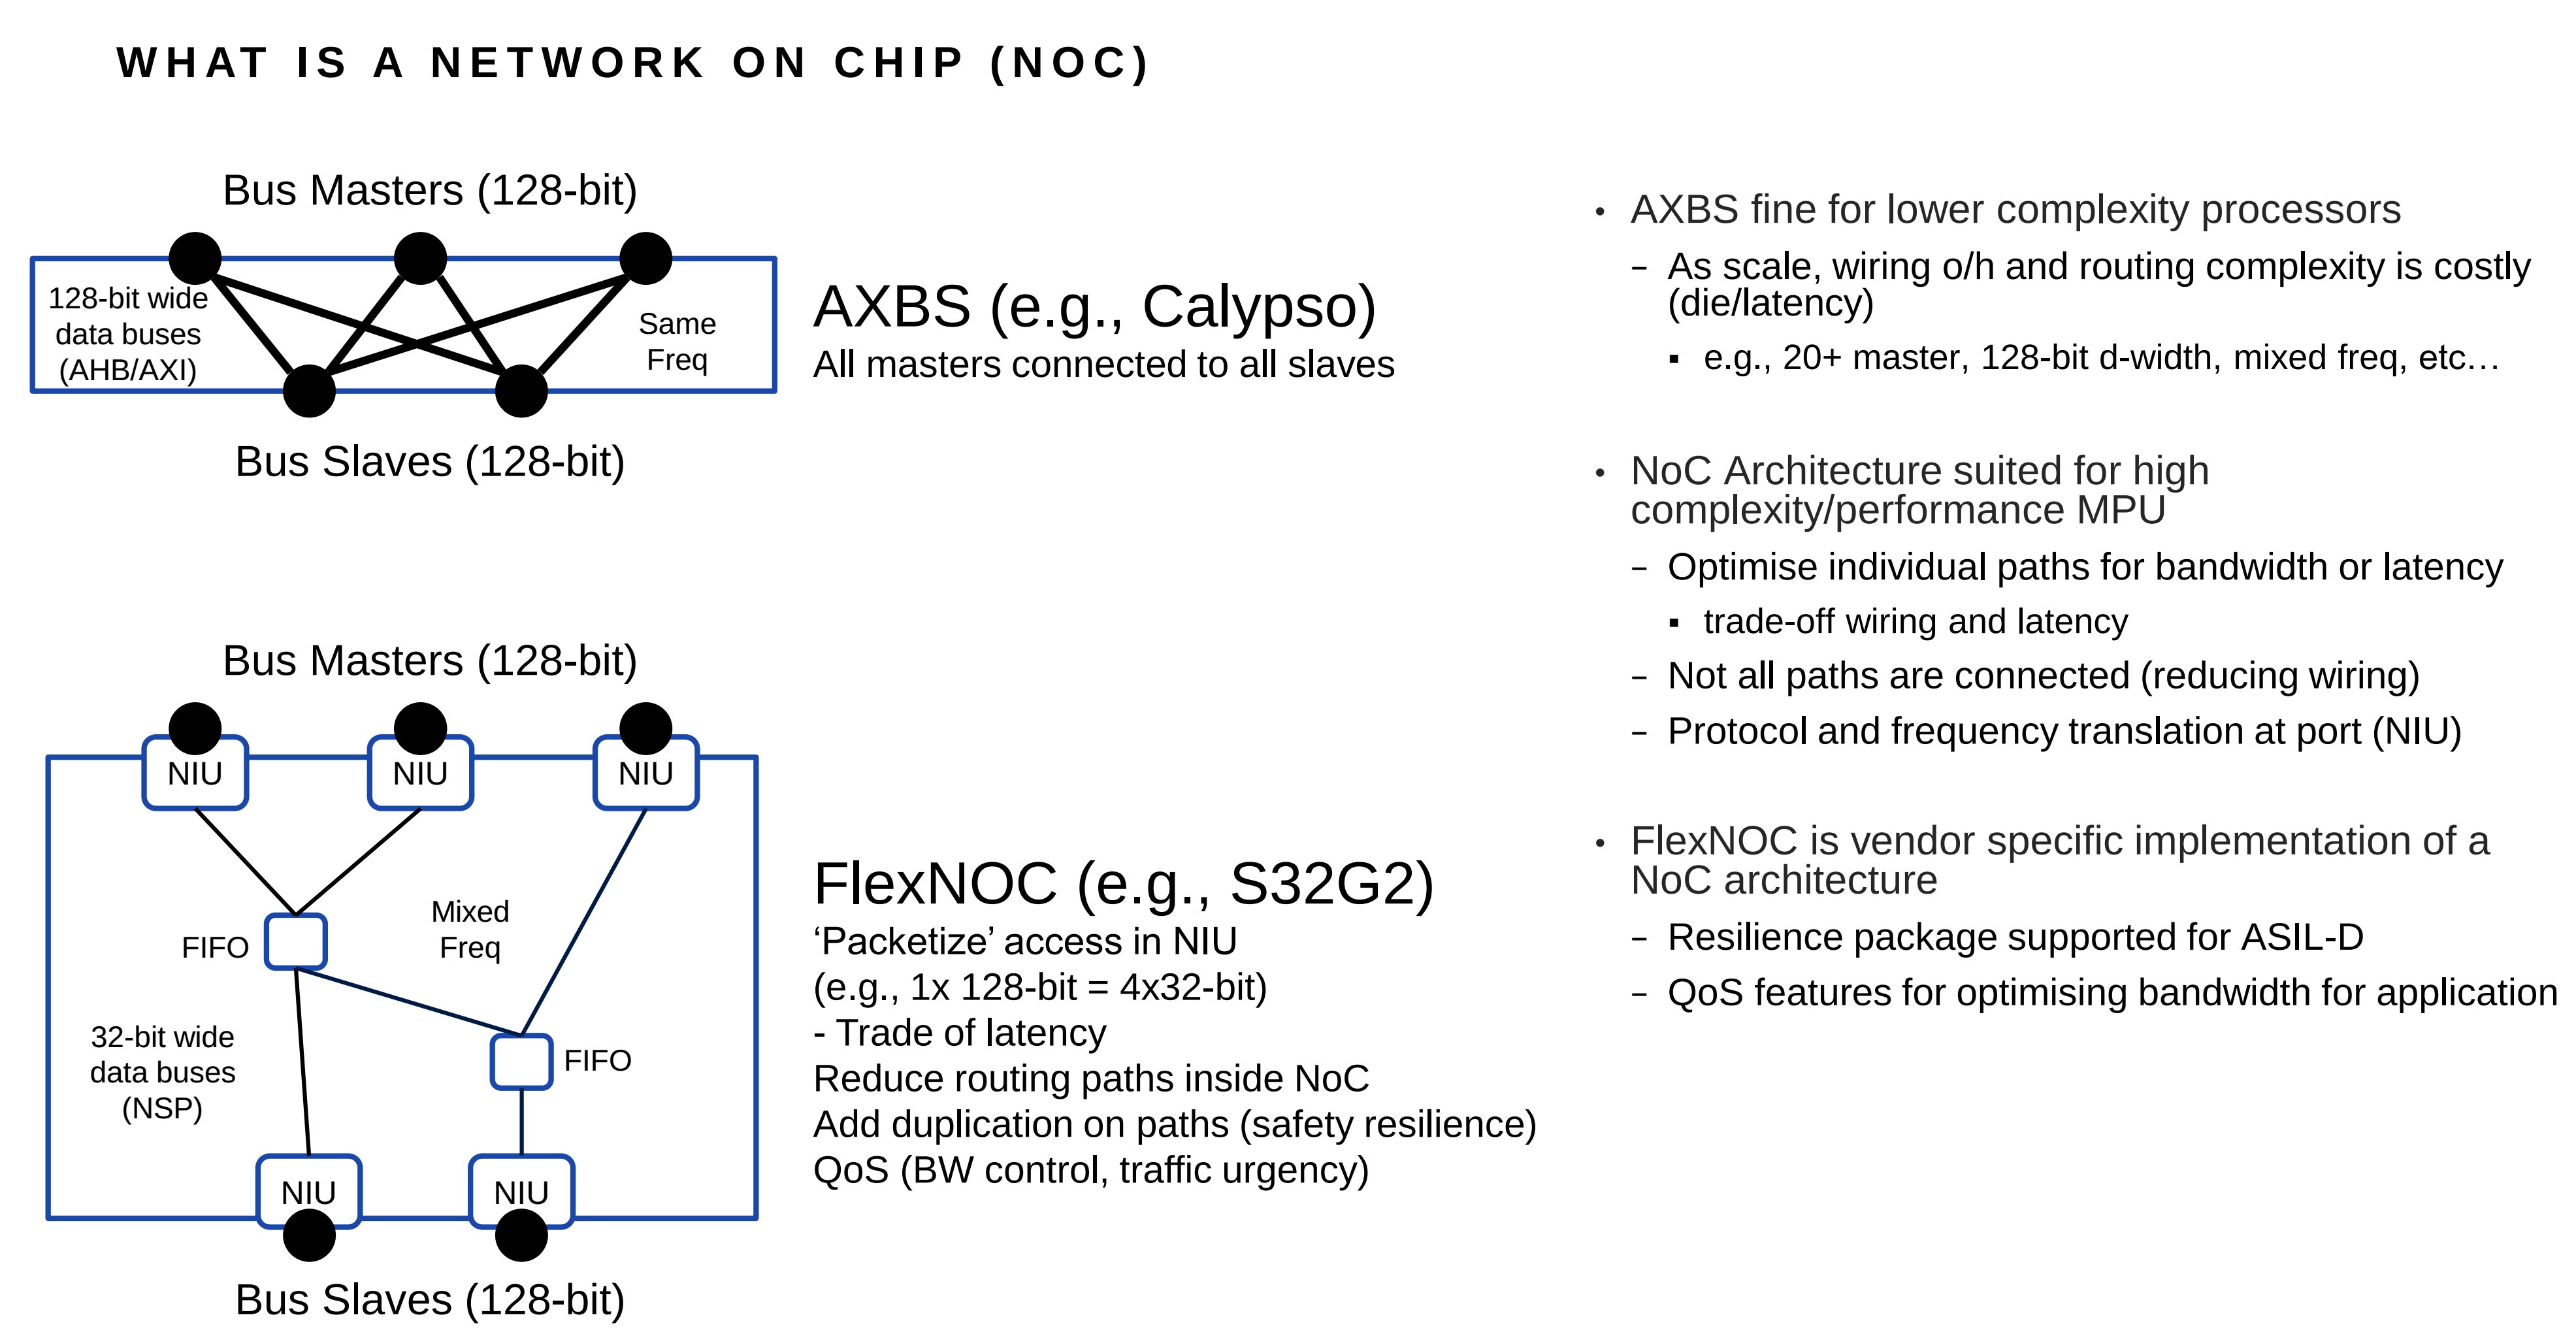 WHAT IS A NETWORK ON CHIP (NOC)
Bus Masters (128-bit)
128-bit wide
data buses
(AHB/AXI)
Same
Freq
Bus Slaves (128-bit)
AXBS (e.g., Calypso)
All masters connected to all slaves
Bus Masters (128-bit)
NIU
NIU
NIU
FIFO
Mixed
Freq
32-bit wide
data buses
(NSP)
FIFO
NIU
NIU
Bus Slaves (128-bit)
FlexNOC (e.g., S32G2)
‘Packetize’ access in NIU
(e.g., 1x 128-bit = 4x32-bit)
- Trade of latency
Reduce routing paths inside NoC
Add duplication on paths (safety resilience)
QoS (BW control, traffic urgency)
• AXBS fine for lower complexity processors
– As scale, wiring o/h and routing complexity is costly
(die/latency)
▪ e.g., 20+ master, 128-bit d-width, mixed freq, etc…
• NoC Architecture suited for high
complexity/performance MPU
– Optimise individual paths for bandwidth or latency
▪ trade-off wiring and latency
– Not all paths are connected (reducing wiring)
– Protocol and frequency translation at port (NIU)
• FlexNOC is vendor specific implementation of a
NoC architecture
– Resilience package supported for ASIL-D
– QoS features for optimising bandwidth for application